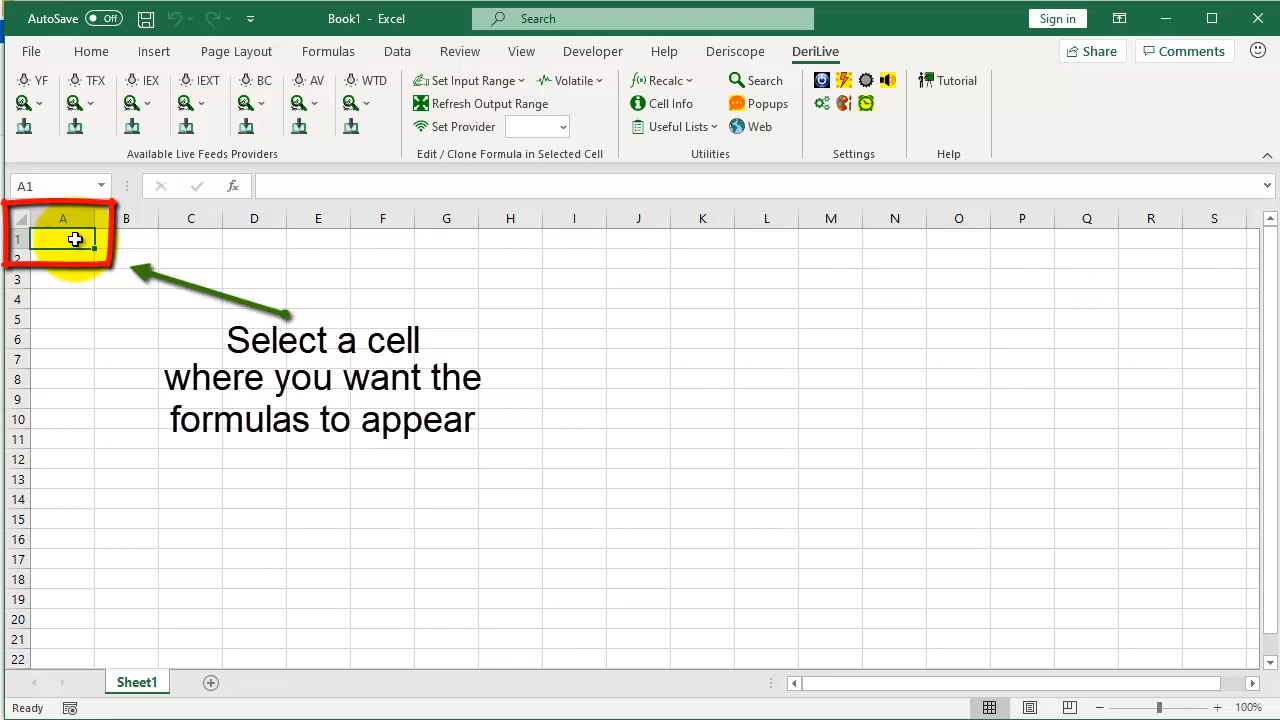 AutoSave Off Book1 - Excel Search Sign in
File Home Insert Page Layout Formulas Data Review View Developer Help Deriscope DeriLive Share Comments
YF TFX IEX IEXT BC AV WTD Set Input Range Volatile Recalc Search Tutorial
Refresh Output Range Cell Info Popups
Set Provider Useful Lists Web
Available Live Feeds Providers Edit / Clone Formula in Selected Cell Utilities Settings Help
A1 fx
A B C D E F G H I J K L M N O P Q R S
1
2
3
4
5
6
7
8
9
10
11
12
13
14
15
16
17
18
19
20
21
22
Select a cell
where you want the
formulas to appear
Sheet1
Ready 100%